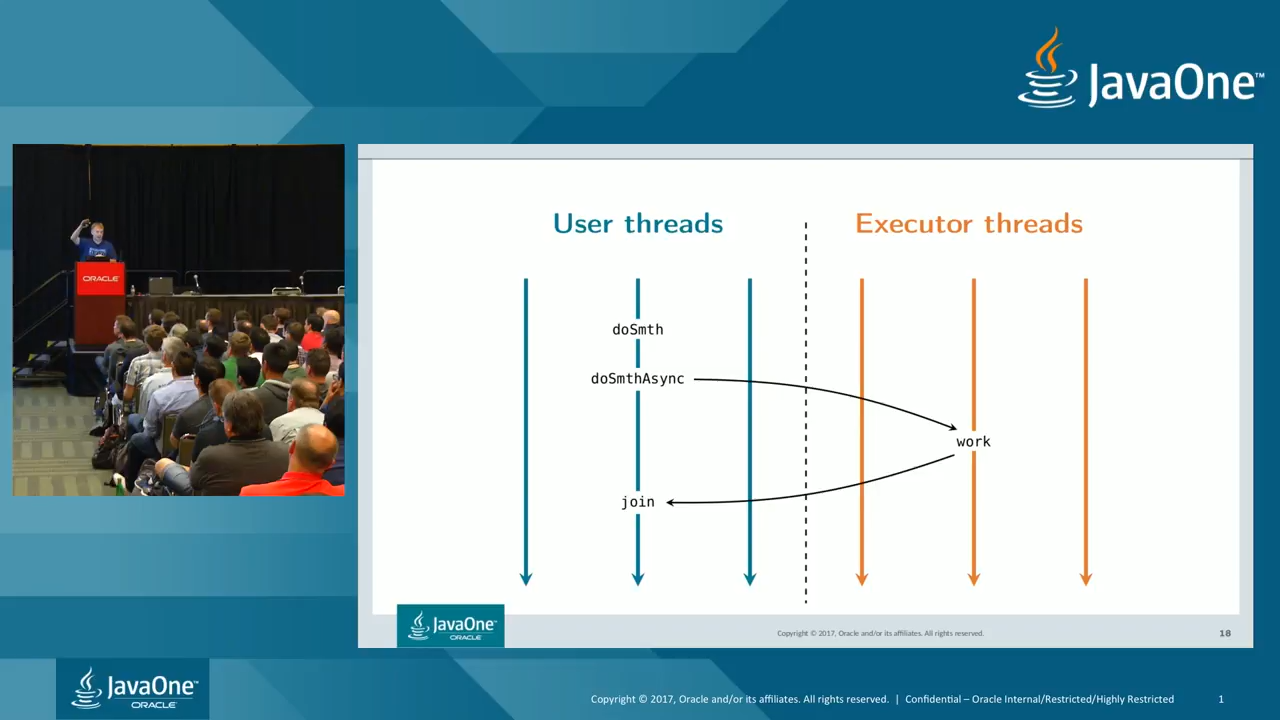 JavaOne™
ORACLE
User threads
Executor threads
doSmth
doSmthAsync
work
join
JavaOne™
ORACLE
Copyright © 2017, Oracle and/or its affiliates. All rights reserved.
18
JavaOne™
ORACLE
Copyright © 2017, Oracle and/or its affiliates. All rights reserved. | Confidential – Oracle Internal/Restricted/Highly Restricted
1